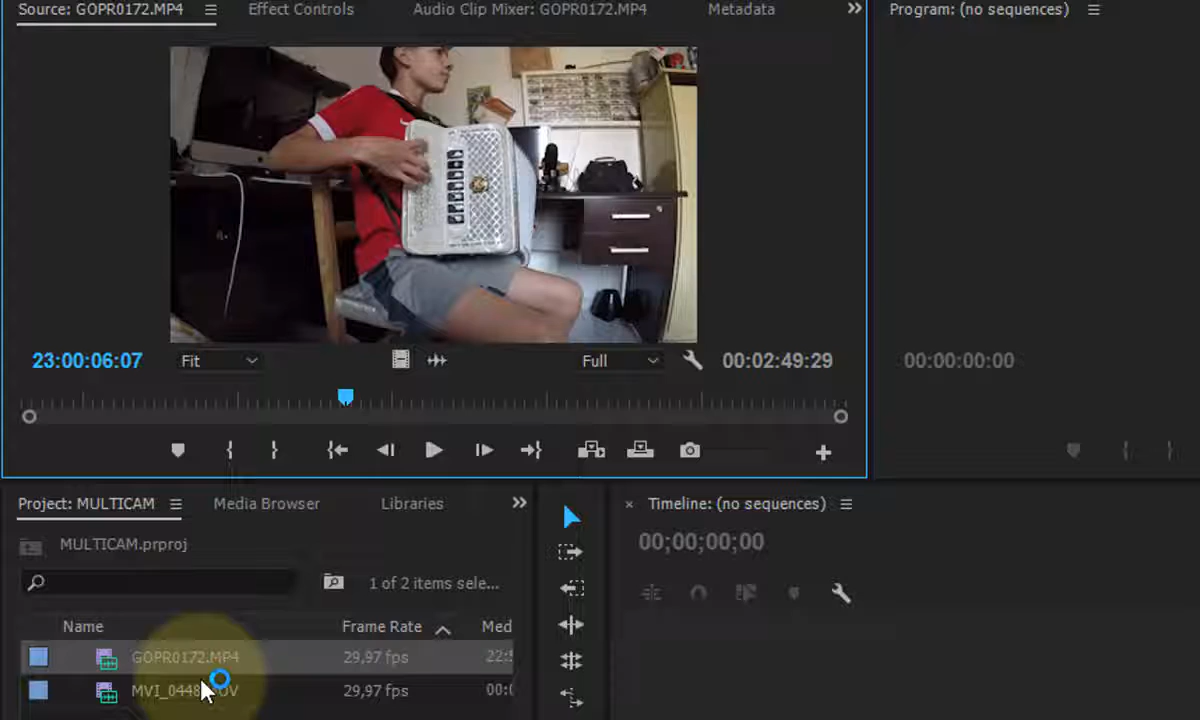 Source: GOPR0172.MP4 Effect Controls Audio Clip Mixer: GOPR0172.MP4 Metadata Program: (no sequences)
23:00:06:07 Fit Full 00:02:49:29 00:00:00:00
Project: MULTICAM Media Browser Libraries Timeline: (no sequences)
MULTICAM.prproj 00;00;00;00
1 of 2 items sele...
Name Frame Rate Med
GOPR0172.MP4 29,97 fps
29,97 fps